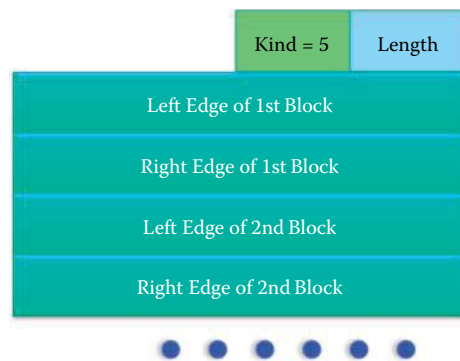 Kind = 5 Length
Left Edge of 1st Block
Right Edge of 1st Block
Left Edge of 2nd Block
Right Edge of 2nd Block